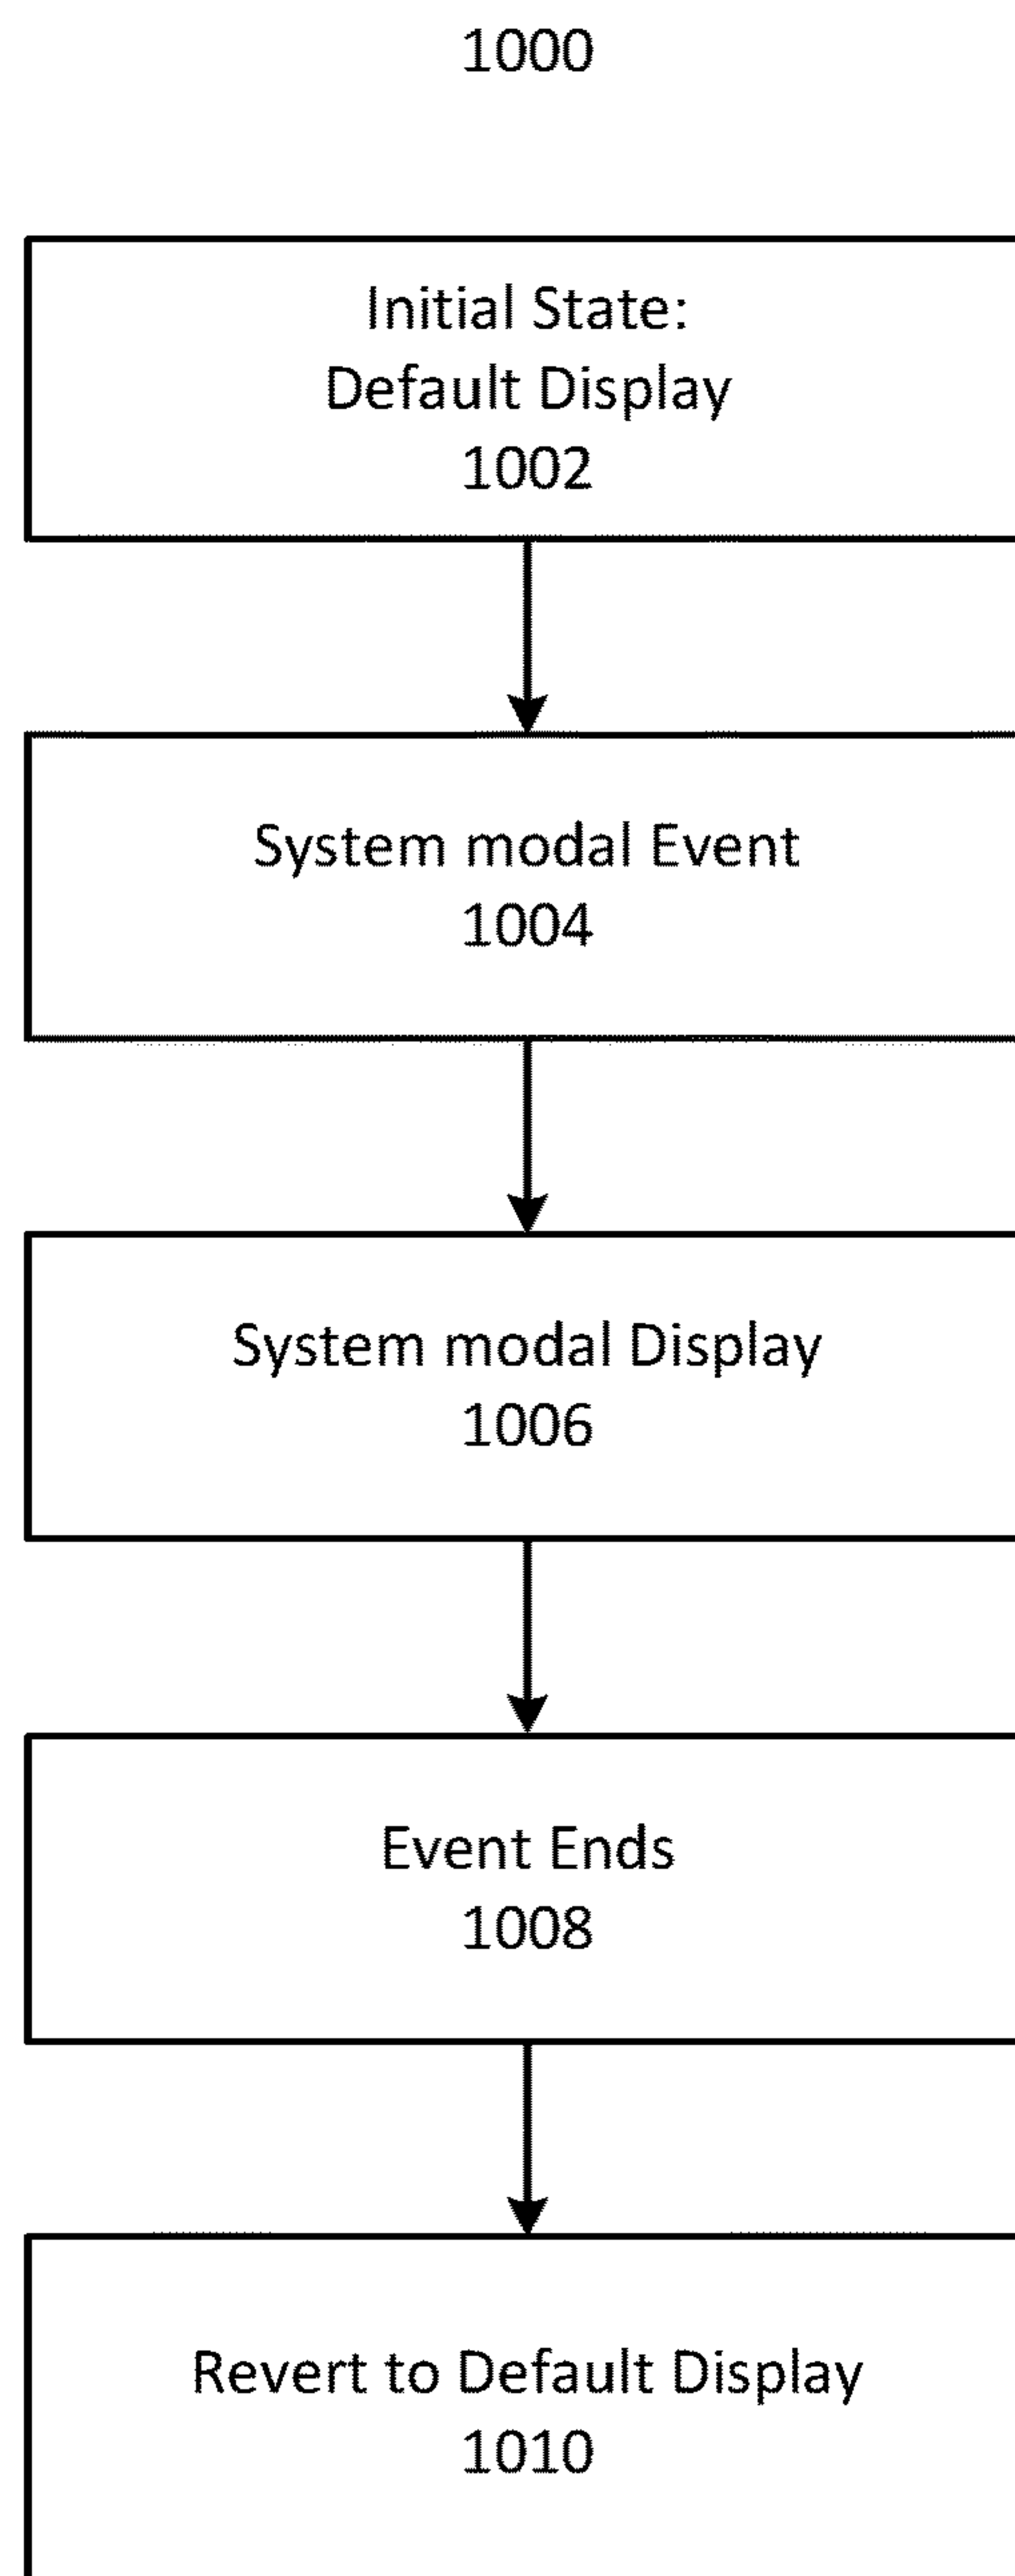 1000
Initial State:
Default Display
1002
System modal Event
1004
System modal Display
1006
Event Ends
1008
Revert to Default Display
1010